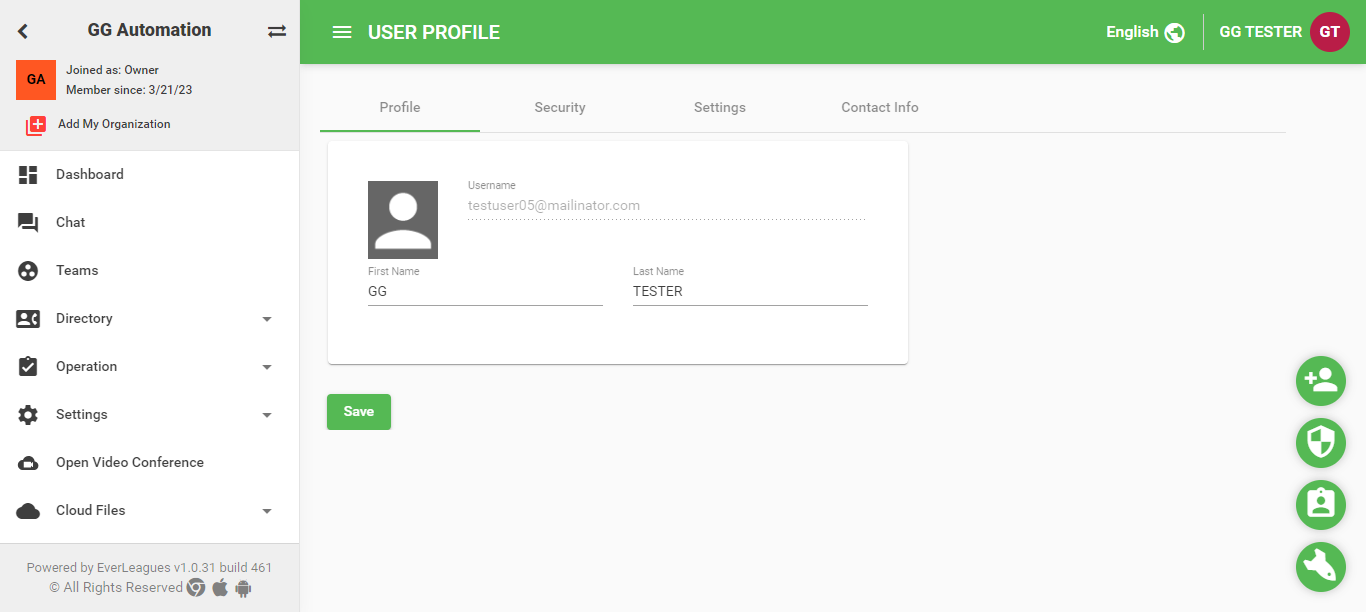 GG Automation
GA
Joined as: Owner
Member since: 3/21/23
Add My Organization
Dashboard
Chat
Teams
Directory
Operation
Settings
Open Video Conference
Cloud Files
Powered by EverLeagues v1.0.31 build 461
© All Rights Reserved
USER PROFILE
English
GG TESTER
GT
Profile
Security
Settings
Contact Info
Username
testuser05@mailinator.com
First Name
Last Name
GG
TESTER
Save